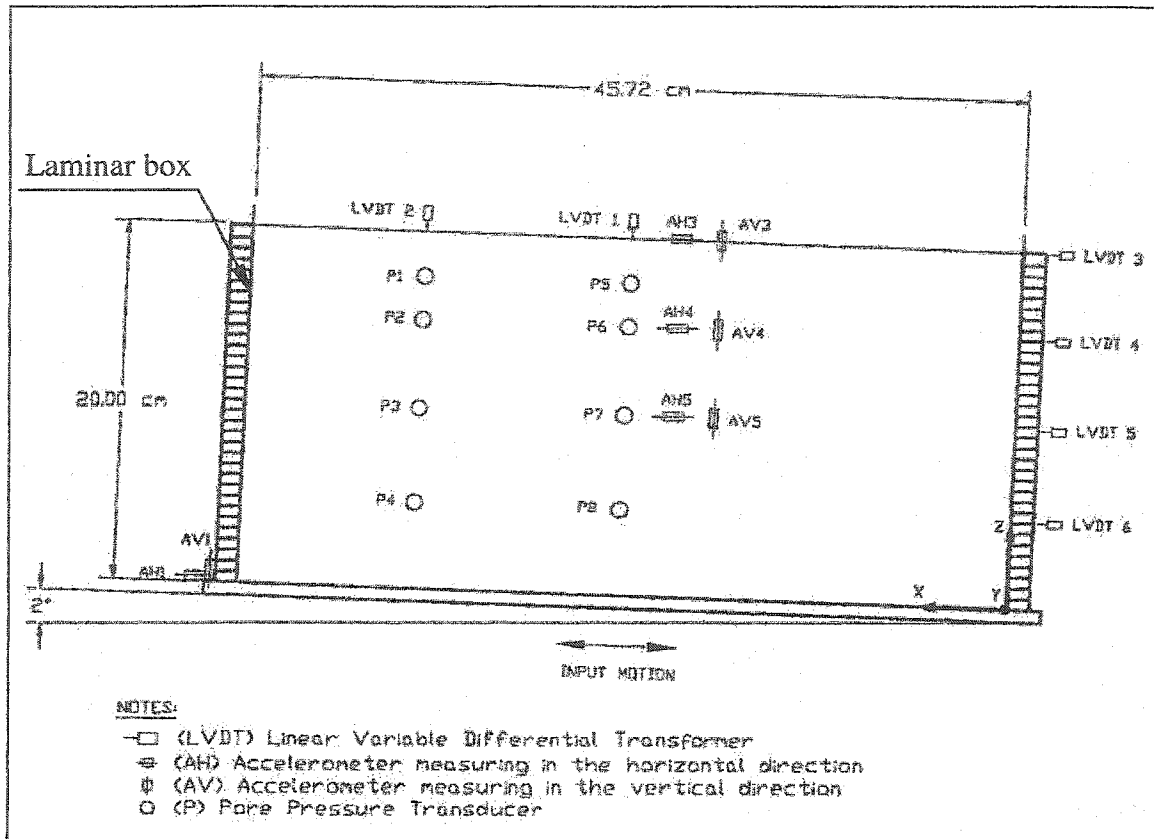 45.72 cm
Laminar box
LVDT 2
LVDT 1
AH3
AV3
LVDT 3
P1
P5
P2
P6
AH4
AV4
LVDT 4
20.00 cm
P3
P7
AH5
AV5
LVDT 5
P4
P8
LVDT 6
Z
AV1
AH1
X
Y
2°
INPUT MOTION
NOTES:
(LVDT) Linear Variable Differential Transformer
(AH) Accelerometer measuring in the horizontal direction
(AV) Accelerometer measuring in the vertical direction
(P) Pore Pressure Transducer